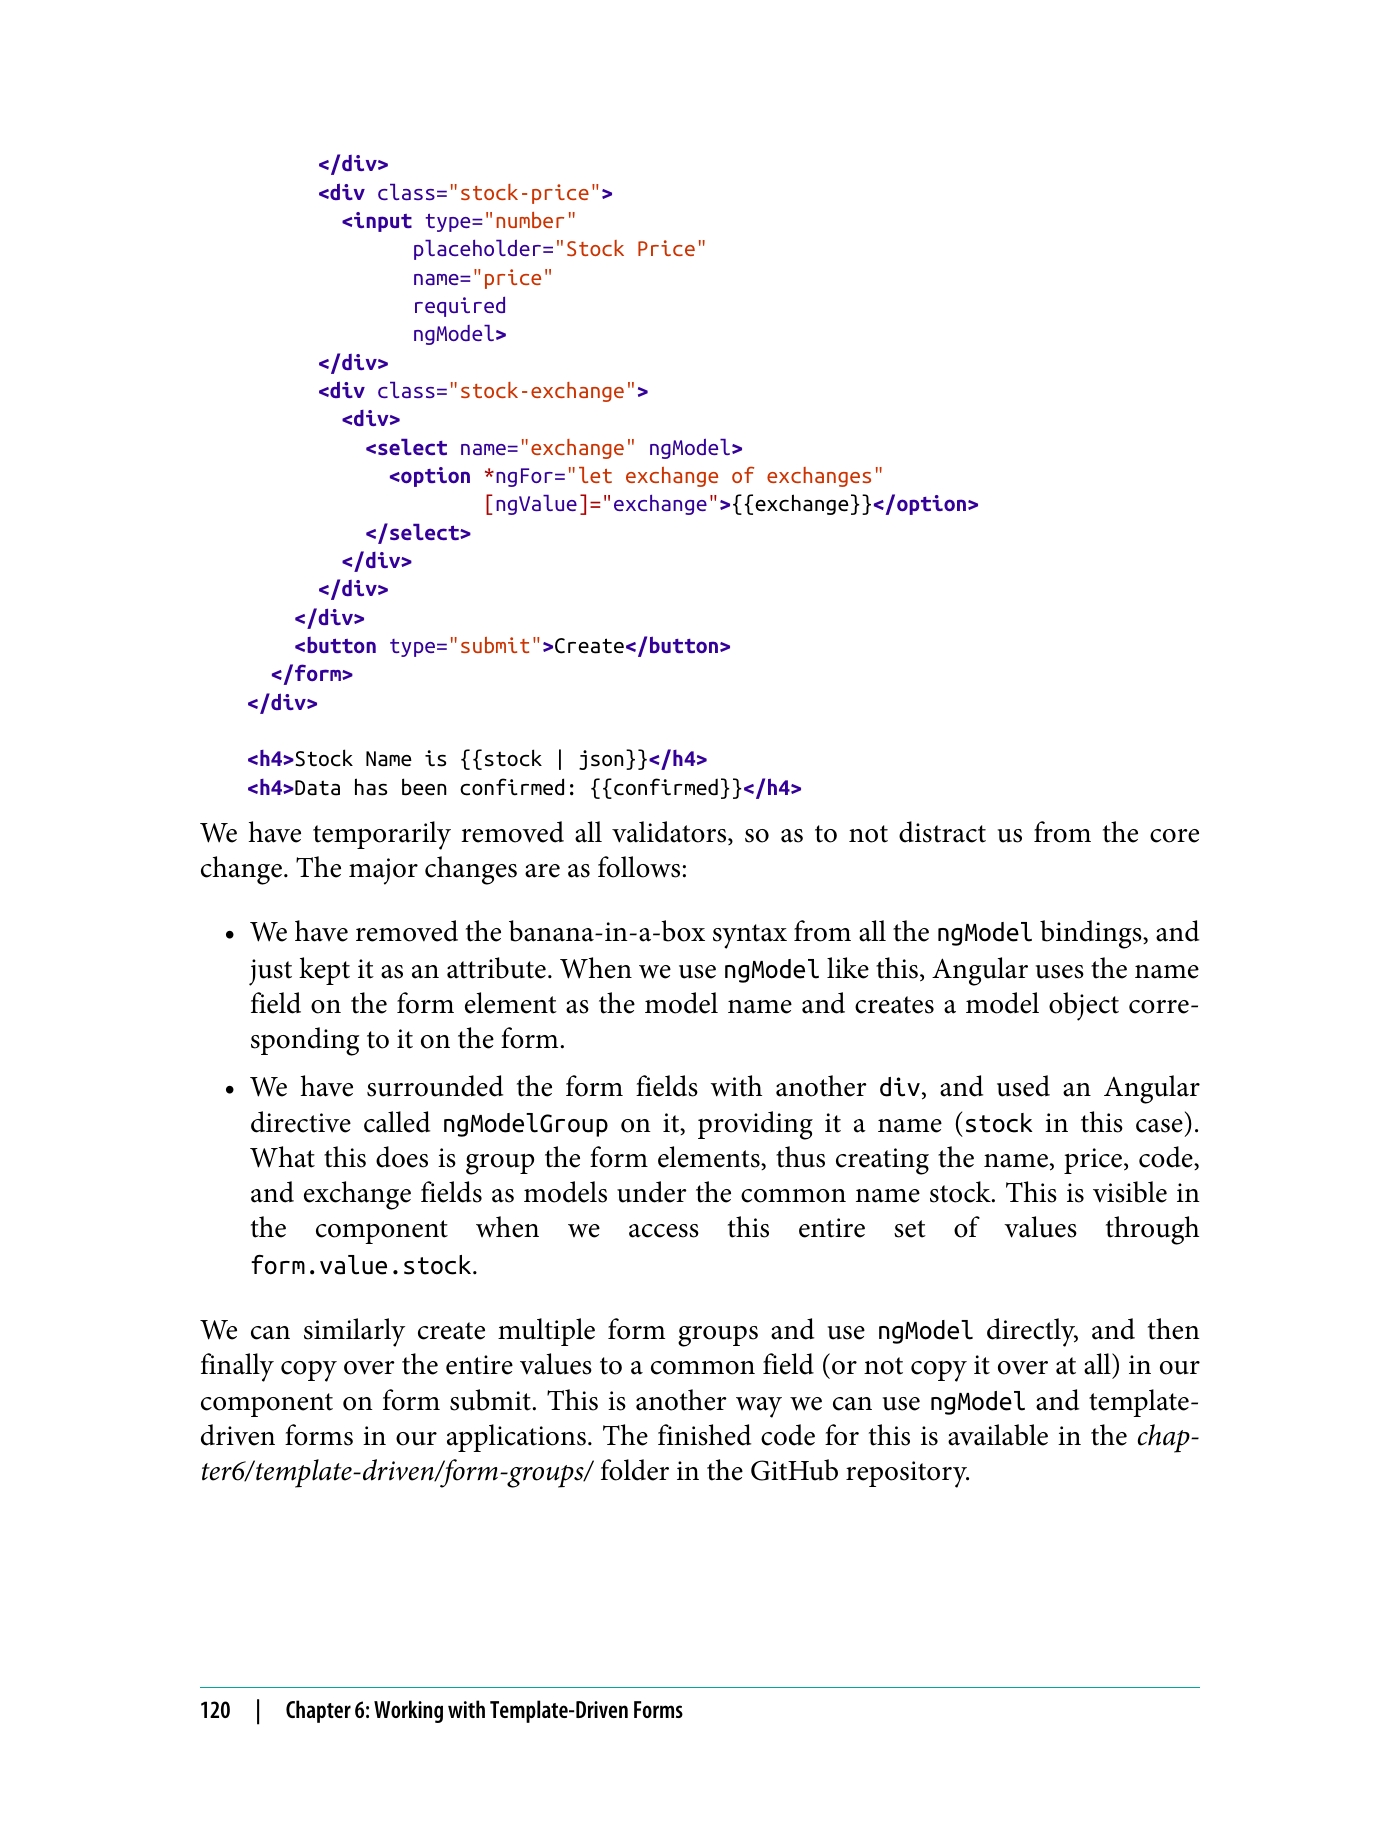 </div>
<div class="stock-price">
<input type="number"
placeholder="Stock Price"
name="price"
required
ngModel>
</div>
<div class="stock-exchange">
<div>
<select name="exchange" ngModel>
<option *ngFor="let exchange of exchanges"
[ngValue]="exchange">{{exchange}}</option>
</select>
</div>
</div>
</div>
<button type="submit">Create</button>
</form>
</div>
<h4>Stock Name is {{stock | json}}</h4>
<h4>Data has been confirmed: {{confirmed}}</h4>
We have temporarily removed all validators, so as to not distract us from the core
change. The major changes are as follows:
• We have removed the banana-in-a-box syntax from all the ngModel bindings, and
just kept it as an attribute. When we use ngModel like this, Angular uses the name
field on the form element as the model name and creates a model object corre-
sponding to it on the form.
• We have surrounded the form fields with another div, and used an Angular
directive called ngModelGroup on it, providing it a name (stock in this case).
What this does is group the form elements, thus creating the name, price, code,
and exchange fields as models under the common name stock. This is visible in
the component when we access this entire set of values through
form.value.stock.
We can similarly create multiple form groups and use ngModel directly, and then
finally copy over the entire values to a common field (or not copy it over at all) in our
component on form submit. This is another way we can use ngModel and template-
driven forms in our applications. The finished code for this is available in the chap-
ter6/template-driven/form-groups/ folder in the GitHub repository.
120 | Chapter 6: Working with Template-Driven Forms